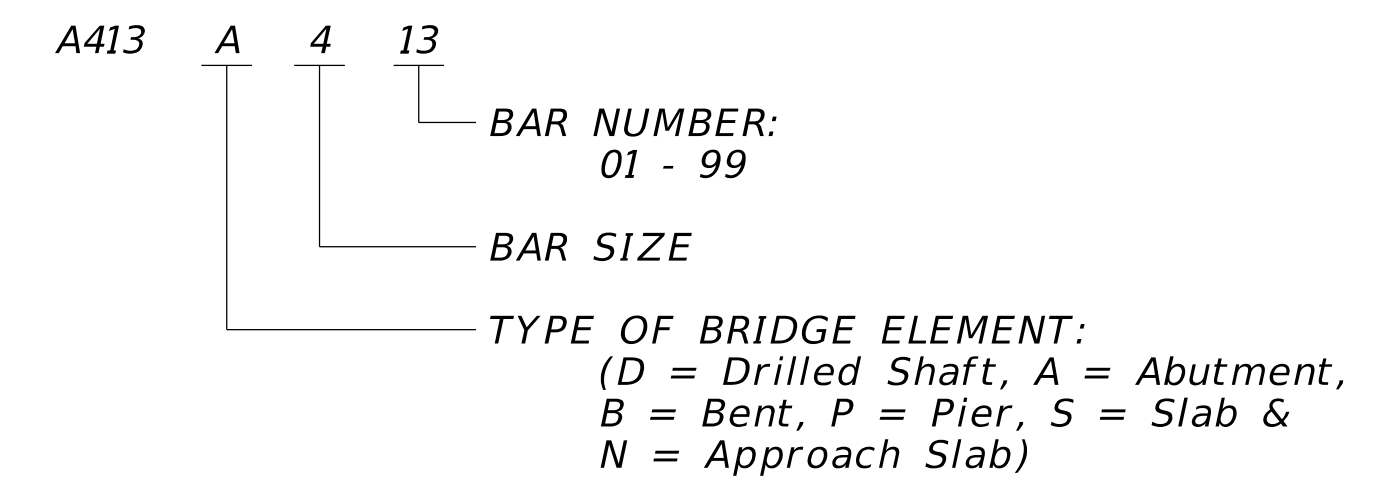 A413 A 4 13
BAR NUMBER:
01 - 99
BAR SIZE
TYPE OF BRIDGE ELEMENT:
(D = Drilled Shaft, A = Abutment,
B = Bent, P = Pier, S = Slab &
N = Approach Slab)